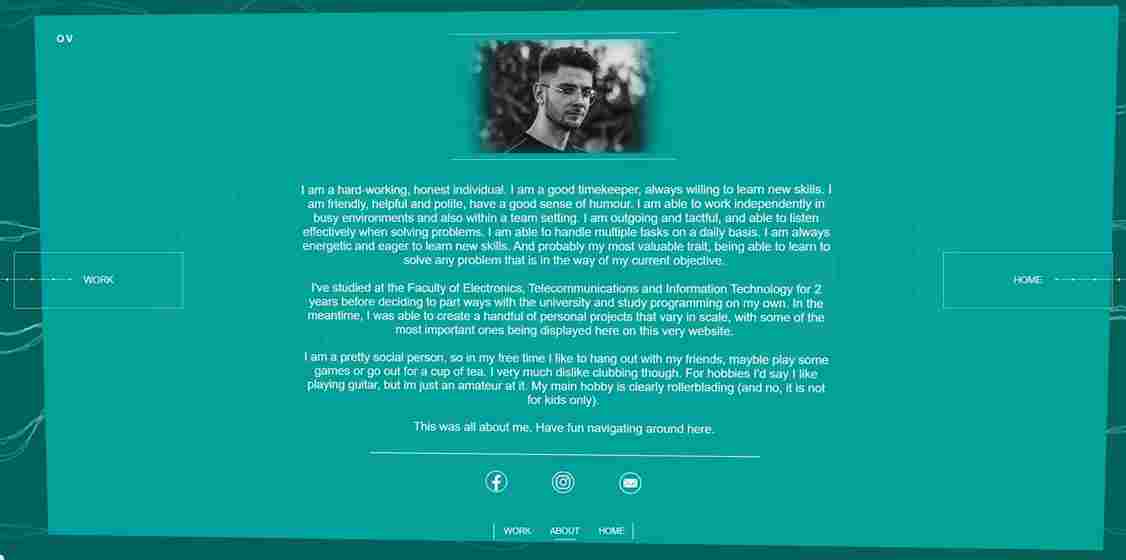 OV
I am a hard-working, honest individual. I am a good timekeeper, always willing to learn new skills. I
am friendly, helpful and polite, have a good sense of humour. I am able to work independently in
busy environments and also within a team setting. I am outgoing and tactful, and able to listen
effectively when solving problems. I am able to handle multiple tasks on a daily basis. I am always
energetic and eager to learn new skills. And probably my most valuable trait, being able to learn to
solve any problem that is in the way of my current objective.
WORK
HOME
I've studied at the Faculty of Electronics, Telecommunications and Information Technology for 2
years before deciding to part ways with the university and study programming on my own. In the
meantime, I was able to create a handful of personal projects that vary in scale, with some of the
most important ones being displayed here on this very website.
I am a pretty social person, so in my free time I like to hang out with my friends, mayble play some
games or go out for a cup of tea. I very much dislike clubbing though. For hobbies I'd say I like
playing guitar, but im just an amateur at it. My main hobby is clearly rollerblading (and no, it is not
for kids only).
This was all about me. Have fun navigating around here.
WORK ABOUT HOME